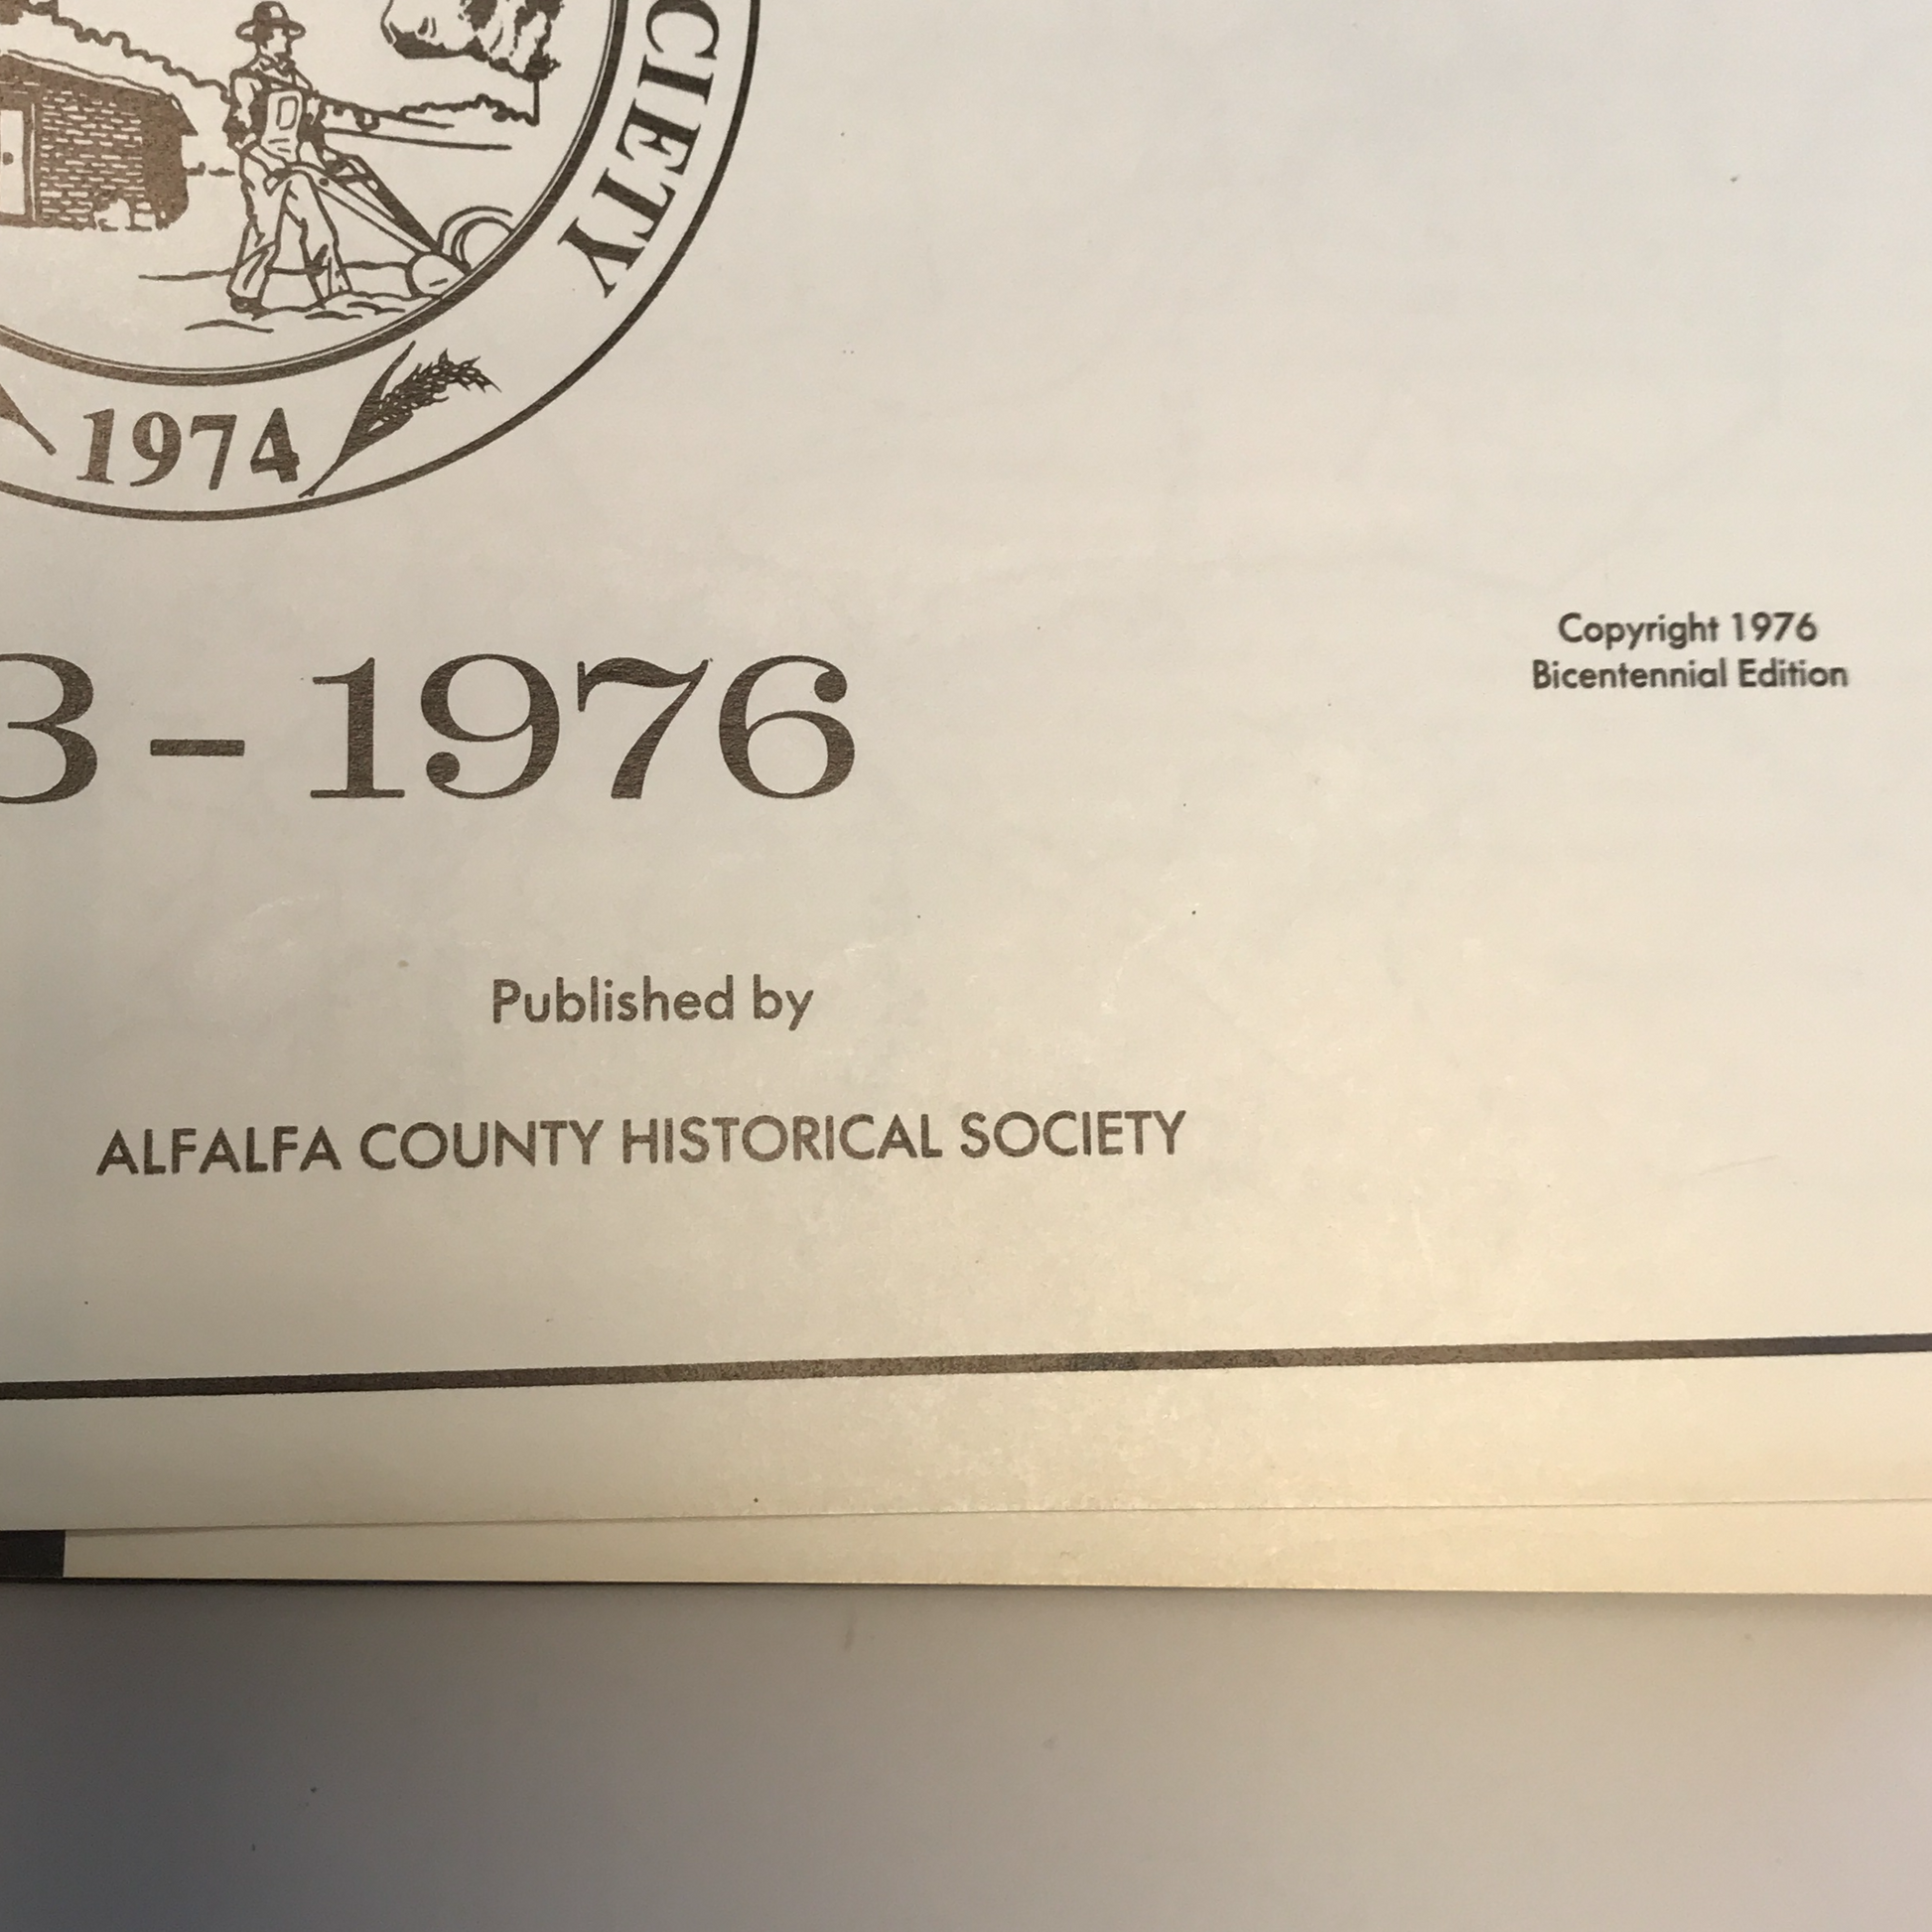 CIETY
1974
3 – 1976
Copyright 1976
Bicentennial Edition
Published by
ALFALFA COUNTY HISTORICAL SOCIETY